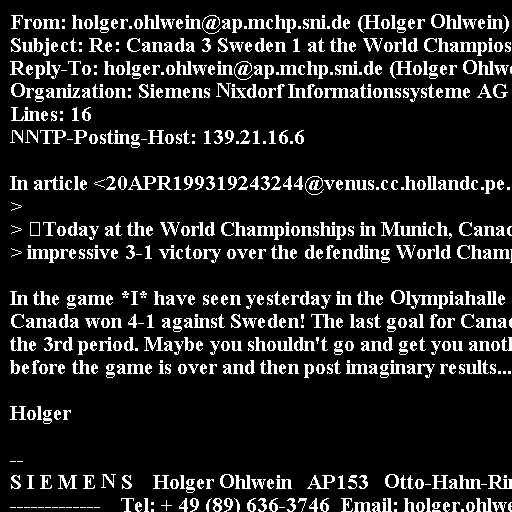 From: holger.ohlwein@ap.mchp.sni.de (Holger Ohlwein)
Subject: Re: Canada 3 Sweden 1 at the World Champios
Reply-To: holger.ohlwein@ap.mchp.sni.de (Holger Ohlwe
Organization: Siemens Nixdorf Informationssysteme AG
Lines: 16
NNTP-Posting-Host: 139.21.16.6
In article <20APR199319243244@venus.cc.hollandc.pe.
>
> Today at the World Championships in Munich, Canad
> impressive 3-1 victory over the defending World Champ
In the game *I* have seen yesterday in the Olympiahalle
Canada won 4-1 against Sweden! The last goal for Canad
the 3rd period. Maybe you shouldn't go and get you anoth
before the game is over and then post imaginary results...
Holger
--
S I E M E N S Holger Ohlwein AP153 Otto-Hahn-Rin
------------- Tel: + 49 (89) 636-3746 Email: holger.ohlwe